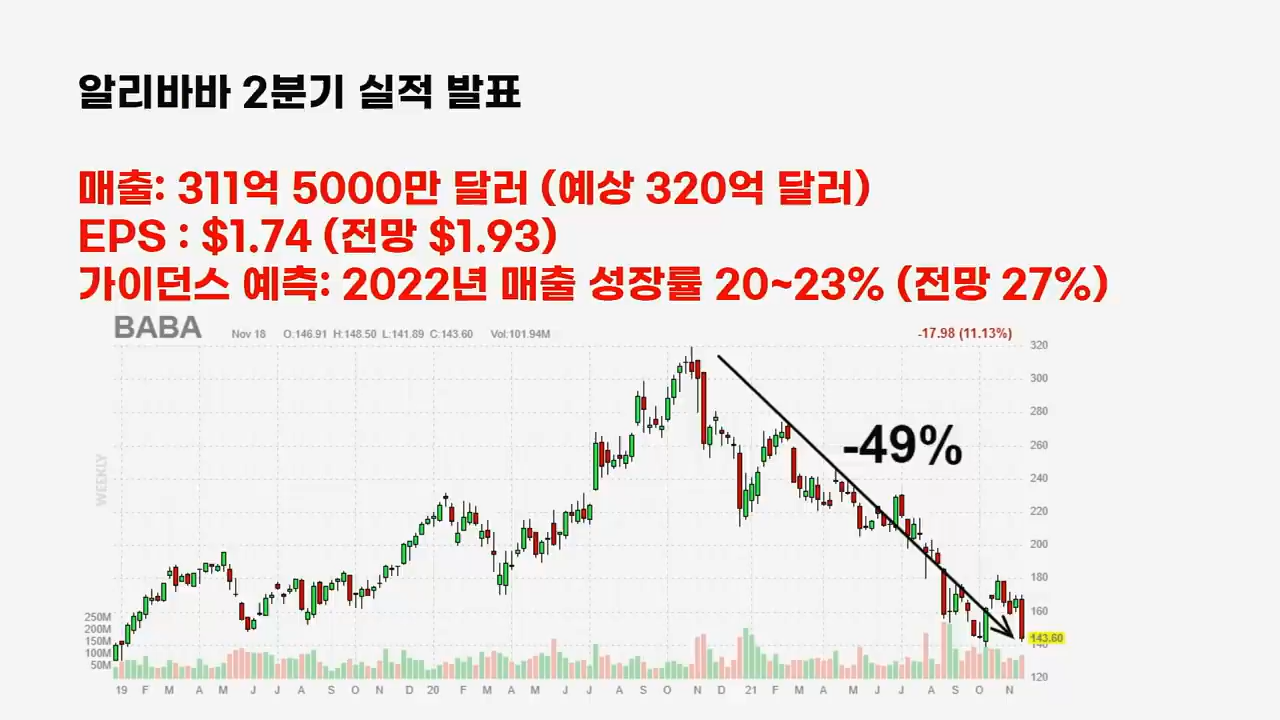 알리바바 2분기 실적 발표
매출: 311억 5000만 달러 (예상 320억 달러)
EPS : $1.74 (전망 $1.93)
가이던스 예측: 2022년 매출 성장률 20~23% (전망 27%)
BABA Nov 18 O:146.91 H:148.50 L:141.89 C:143.60 Vol:101.94M -17.98 (11.13%)
320
300
280
-49%
260
WEEKLY
240
220
200
180
250M 160
200M
150M 143.60
140
100M
50M
120
19 F M A M J J A S O N D 20 F M A M J J A S O N D 21 F M A M J J A S O N